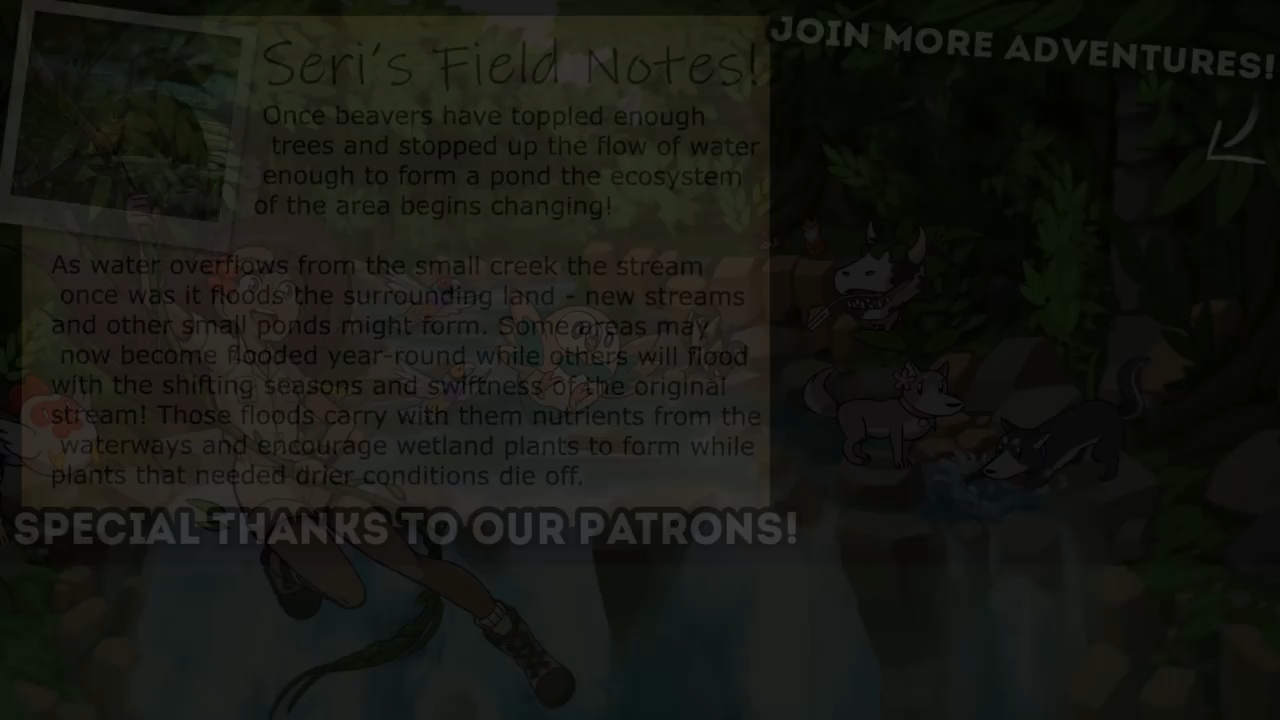 Seri's Field Notes!
JOIN MORE ADVENTURES!
Once beavers have toppled enough
trees and stopped up the flow of water
enough to form a pond the ecosystem
of the area begins changing!
As water overflows from the small creek the stream
once was it floods the surrounding land - new streams
and other small ponds might form. Some areas may
now become flooded year-round while others will flood
with the shifting seasons and swiftness of the original
stream! Those floods carry with them nutrients from the
waterways and encourage wetland plants to form while
plants that needed drier conditions die off.
SPECIAL THANKS TO OUR PATRONS!